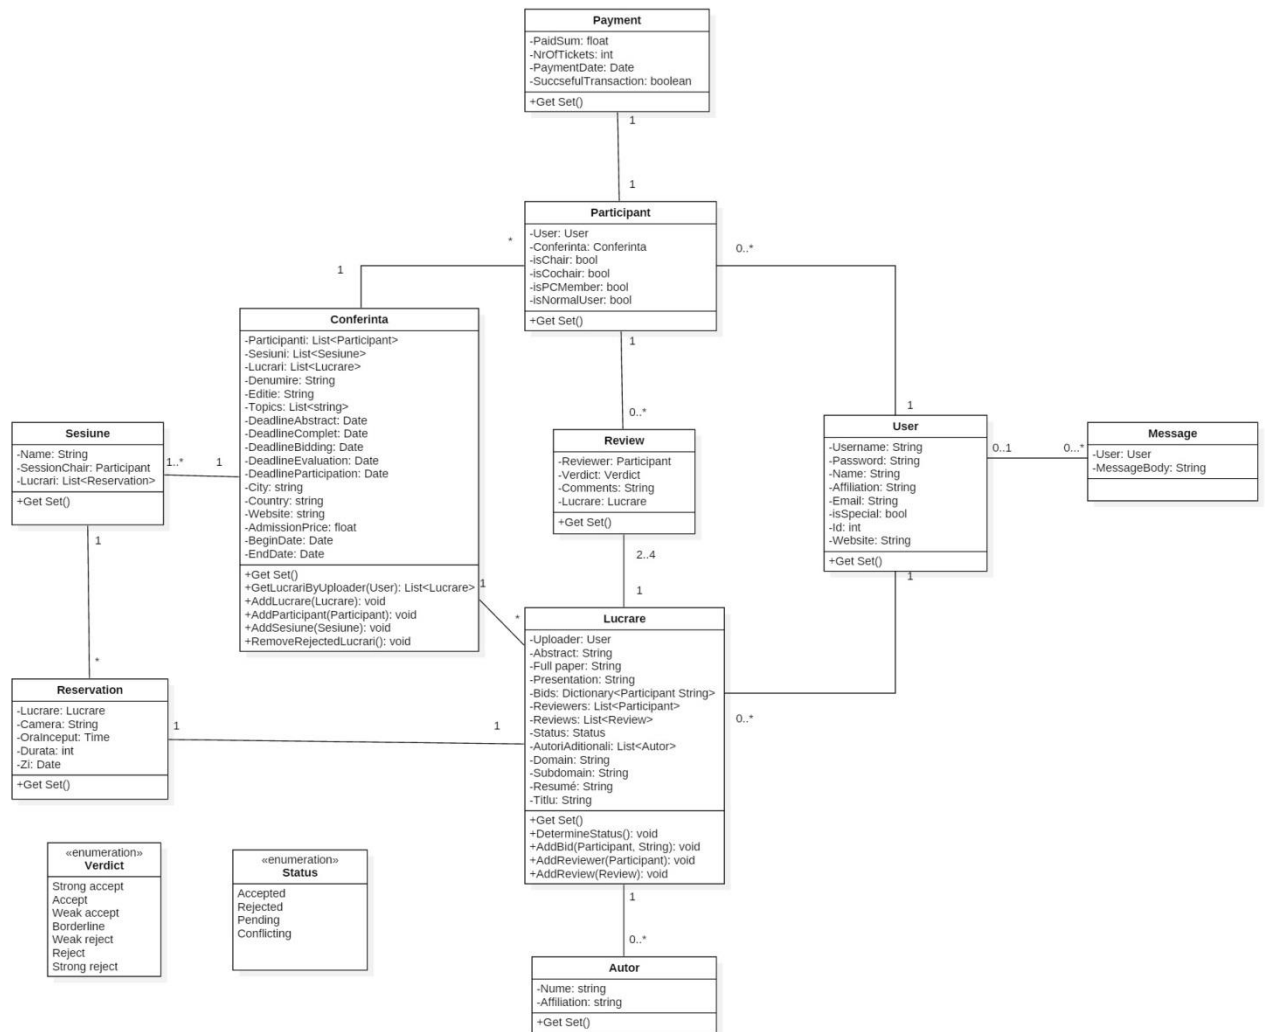 Payment
-PaidSum: float
-NrOfTickets: int
-PaymentDate: Date
-SuccsefulTransaction: boolean
+Get Set()
1
1
Participant
-User: User
-Conferinta: Conferinta
-isChair: bool
-isCochair: bool
-isPCMember: bool
-isNormalUser: bool
+Get Set()
*
1
0..*
1
Conferinta
-Participanti: List<Participant>
-Sesiuni: List<Sesiune>
-Lucrari: List<Lucrare>
-Denumire: String
-Editie: String
-Topics: List<string>
-DeadlineAbstract: Date
-DeadlineComplet: Date
-DeadlineBidding: Date
-DeadlineEvaluation: Date
-DeadlineParticipation: Date
-City: string
-Country: string
-Website: string
-AdmissionPrice: float
-BeginDate: Date
-EndDate: Date
+Get Set()
+GetLucrariByUploader(User): List<Lucrare>
+AddLucrare(Lucrare): void
+AddParticipant(Participant): void
+AddSesiune(Sesiune): void
+RemoveRejectedLucrari(): void
1
*
1
0..*
Review
-Reviewer: Participant
-Verdict: Verdict
-Comments: String
-Lucrare: Lucrare
+Get Set()
2..4
1
User
-Username: String
-Password: String
-Name: String
-Affiliation: String
-Email: String
-isSpecial: bool
-Id: int
-Website: String
+Get Set()
0..1
0...*
1
0..*
Message
-User: User
-MessageBody: String
Sesiune
-Name: String
-SessionChair: Participant
-Lucrari: List<Reservation>
+Get Set()
1..*
1
1
*
Reservation
-Lucrare: Lucrare
-Camera: String
-OraInceput: Time
-Durata: int
-Zi: Date
+Get Set()
1
1
Lucrare
-Uploader: User
-Abstract: String
-Full paper: String
-Presentation: String
-Bids: Dictionary<Participant String>
-Reviewers: List<Participant>
-Reviews: List<Review>
-Status: Status
-AutoriAditionali: List<Autor>
-Domain: String
-Subdomain: String
-Resumé: String
-Titlu: String
+Get Set()
+DetermineStatus(): void
+AddBid(Participant, String): void
+AddReviewer(Participant): void
+AddReview(Review): void
1
0..*
«enumeration»
Verdict
Strong accept
Accept
Weak accept
Borderline
Weak reject
Reject
Strong reject
«enumeration»
Status
Accepted
Rejected
Pending
Conflicting
Autor
-Nume: string
-Affiliation: string
+Get Set()